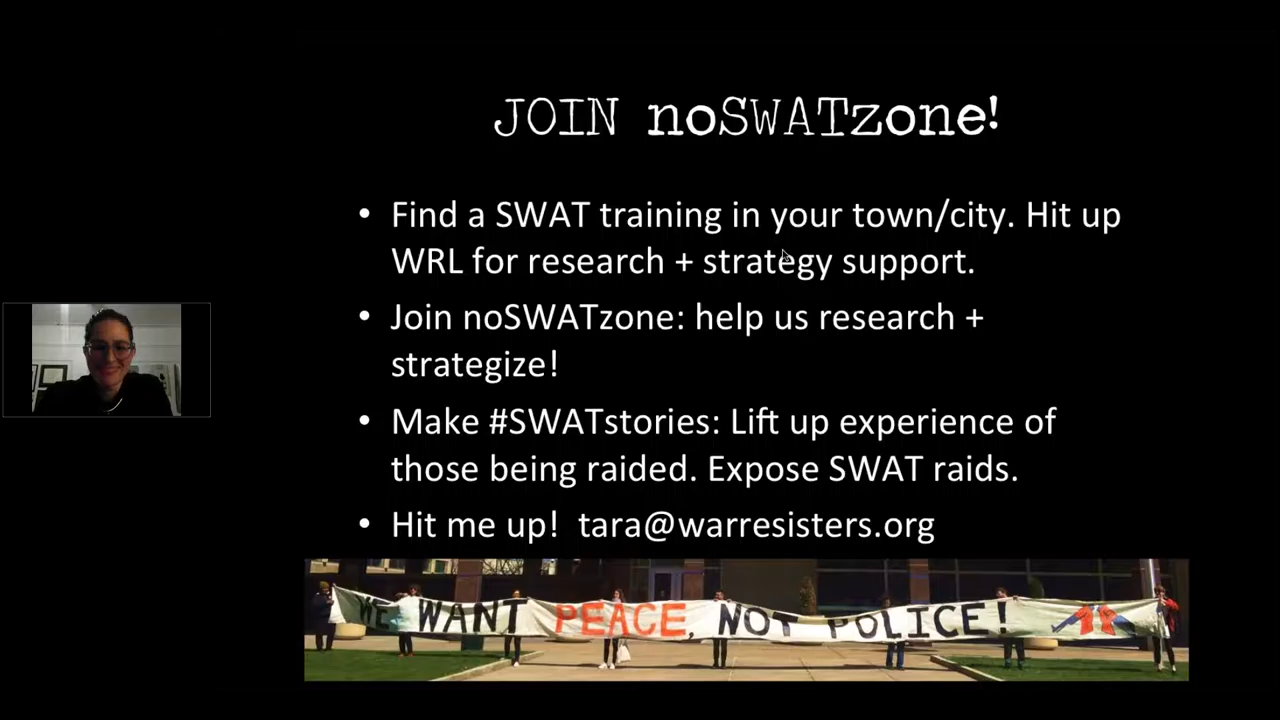 JOIN noSWATzone!
• Find a SWAT training in your town/city. Hit up
WRL for research + strategy support.
• Join noSWATzone: help us research +
strategize!
• Make #SWATstories: Lift up experience of
those being raided. Expose SWAT raids.
• Hit me up!  tara@warresisters.org
WE WANT PEACE, NOT POLICE!